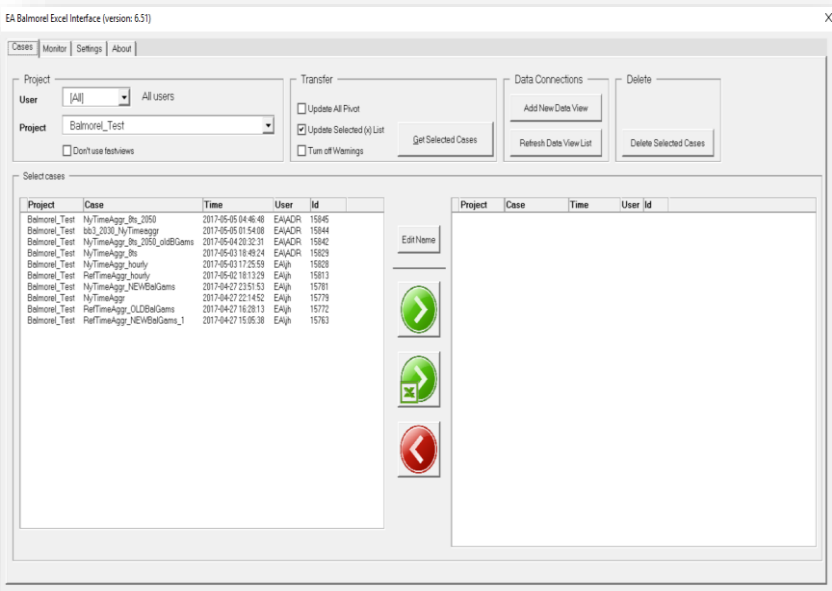 EA Balmorel Excel Interface (version: 6.51)
X
Cases Monitor Settings About
Project
User [All] All users
Project Balmorel_Test
Don't use fastviews
Transfer
Update All Pivot
Update Selected (x) List
Turn off Warnings
Get Selected Cases
Data Connections
Add New Data View
Refresh Data View List
Delete
Delete Selected Cases
Select cases
Project Case Time User Id
Balmorel_Test NyTimeAggr_8ts_2050 2017-05-05 04:46:48 EA\ADR 15845
Balmorel_Test bb3_2030_NyTimeaggr 2017-05-05 01:54:08 EA\ADR 15844
Balmorel_Test NyTimeAggr_8ts_2050_oldBGams 2017-05-04 20:32:31 EA\ADR 15842
Balmorel_Test NyTimeAggr_8ts 2017-05-03 18:49:24 EA\ADR 15829
Balmorel_Test NyTimeAggr_hourly 2017-05-03 17:25:59 EA\jh 15828
Balmorel_Test RefTimeAggr_hourly 2017-05-02 18:13:29 EA\jh 15813
Balmorel_Test NyTimeAggr_NEWBalGams 2017-04-27 23:51:53 EA\jh 15781
Balmorel_Test NyTimeAggr 2017-04-27 22:14:52 EA\jh 15779
Balmorel_Test RefTimeAggr_OLDBalGams 2017-04-27 16:28:13 EA\jh 15772
Balmorel_Test RefTimeAggr_NEWBalGams_1 2017-04-27 15:05:38 EA\jh 15763
Edit Name
Project Case Time User Id